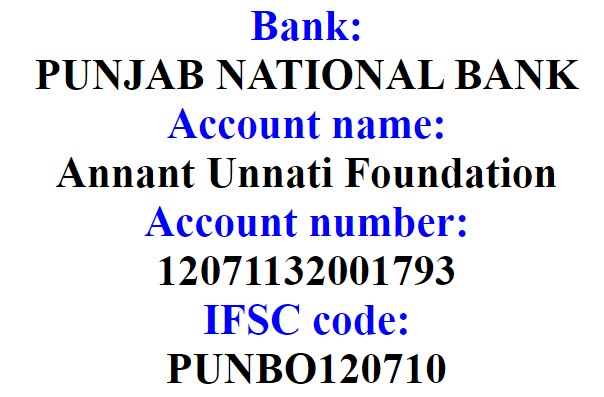 Bank:
PUNJAB NATIONAL BANK
Account name:
Annant Unnati Foundation
Account number:
12071132001793
IFSC code:
PUNBO120710